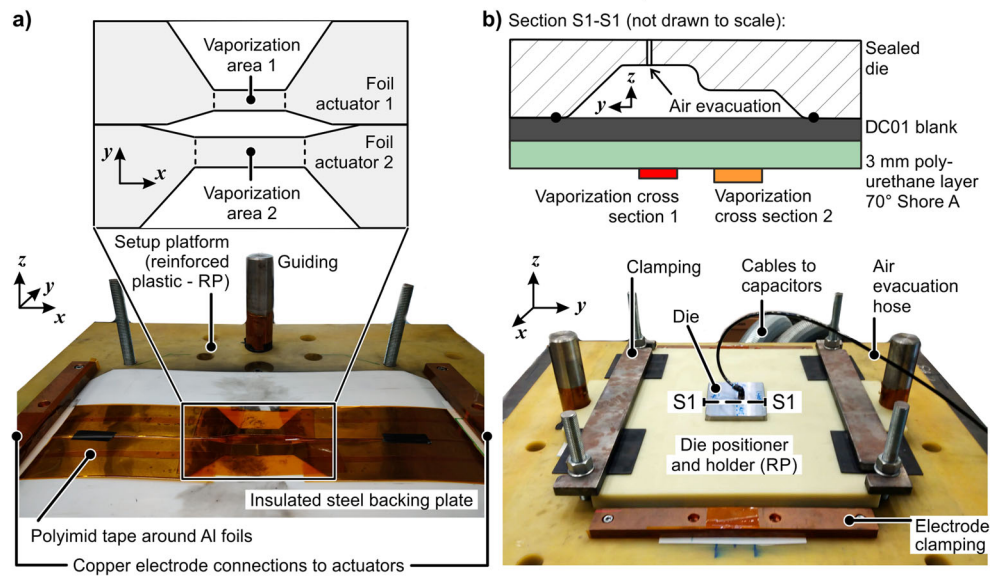 a)
Vaporization
area 1
Foil
actuator 1
Foil
actuator 2
y
x
Vaporization
area 2
Setup platform
(reinforced
plastic - RP)
Guiding
z
y
x
Insulated steel backing plate
Polyimid tape around Al foils
Copper electrode connections to actuators
b)
Section S1-S1 (not drawn to scale):
Sealed
die
z
y
Air evacuation
DC01 blank
3 mm poly-
urethane layer
70° Shore A
Vaporization cross
section 1
Vaporization
cross section 2
z
y
x
Clamping
Cables to
capacitors
Air
evacuation
hose
Die
S1
S1
Die positioner
and holder (RP)
Electrode
clamping